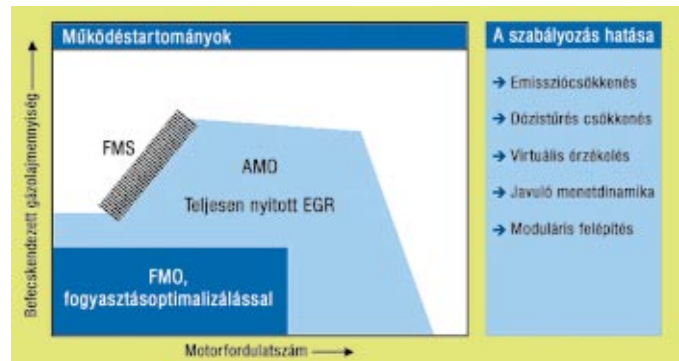 Működéstartományok
Befecskendezett gázolajmennyiség
FMS
AMO
Teljesen nyitott EGR
FMO,
fogyasztásoptimalizálással
Motorfordulatszám
A szabályozás hatása
Emissziócsökkenés
Dózistűrés csökkenés
Virtuális érzékelés
Javuló menetdinamika
Moduláris felépítés